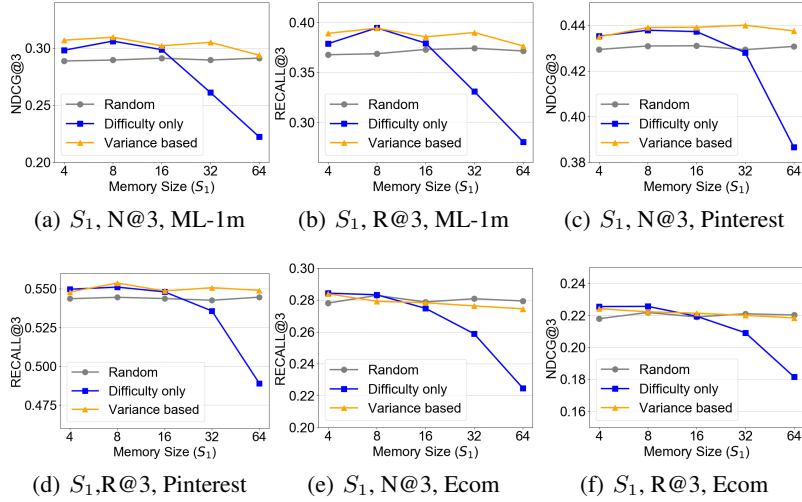 NDCG@3
0.30
0.25
0.20
Random
Difficulty only
Variance based
4 8 16 32 64
Memory Size (S1)
(a) S1, N@3, ML-1m
RECALL@3
0.40
0.35
0.30
Random
Difficulty only
Variance based
4 8 16 32 64
Memory Size (S1)
(b) S1, R@3, ML-1m
NDCG@3
0.44
0.42
0.40
0.38
Random
Difficulty only
Variance based
4 8 16 32 64
Memory Size (S1)
(c) S1, N@3, Pinterest
RECALL@3
0.550
0.525
0.500
0.475
Random
Difficulty only
Variance based
4 8 16 32 64
Memory Size (S1)
(d) S1,R@3, Pinterest
RECALL@3
0.30
0.28
0.26
0.24
0.22
0.20
Random
Difficulty only
Variance based
4 8 16 32 64
Memory Size (S1)
(e) S1, N@3, Ecom
NDCG@3
0.22
0.20
0.18
0.16
Random
Difficulty only
Variance based
4 8 16 32 64
Memory Size (S1)
(f) S1, R@3, Ecom